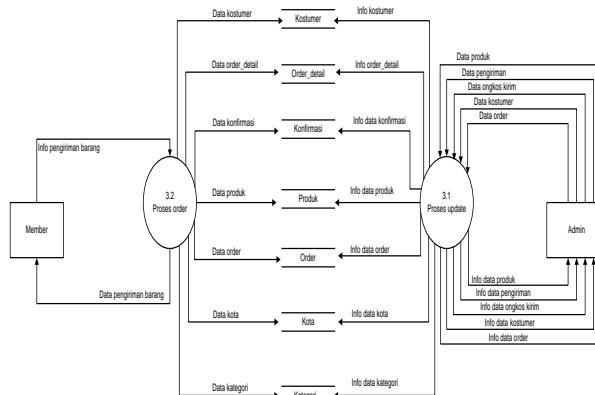 Data kostumer
Kostumer
Info kostumer
Data order_detail
Order_detail
Info order_detail
Data konfirmasi
Konfirmasi
Info data konfirmasi
Data produk
Produk
Info data produk
Data order
Order
Info data order
Data kota
Kota
Info data kota
Data kategori
Kategori
Info data kategori
Info pengiriman barang
Member
Data pengiriman barang
3.2
Proses order
3.1
Proses update
Data produk
Data pengiriman
Data ongkos kirim
Data kostumer
Data order
Admin
Info data produk
Info data pengiriman
Info data ongkos kirim
Info data kostumer
Info data order